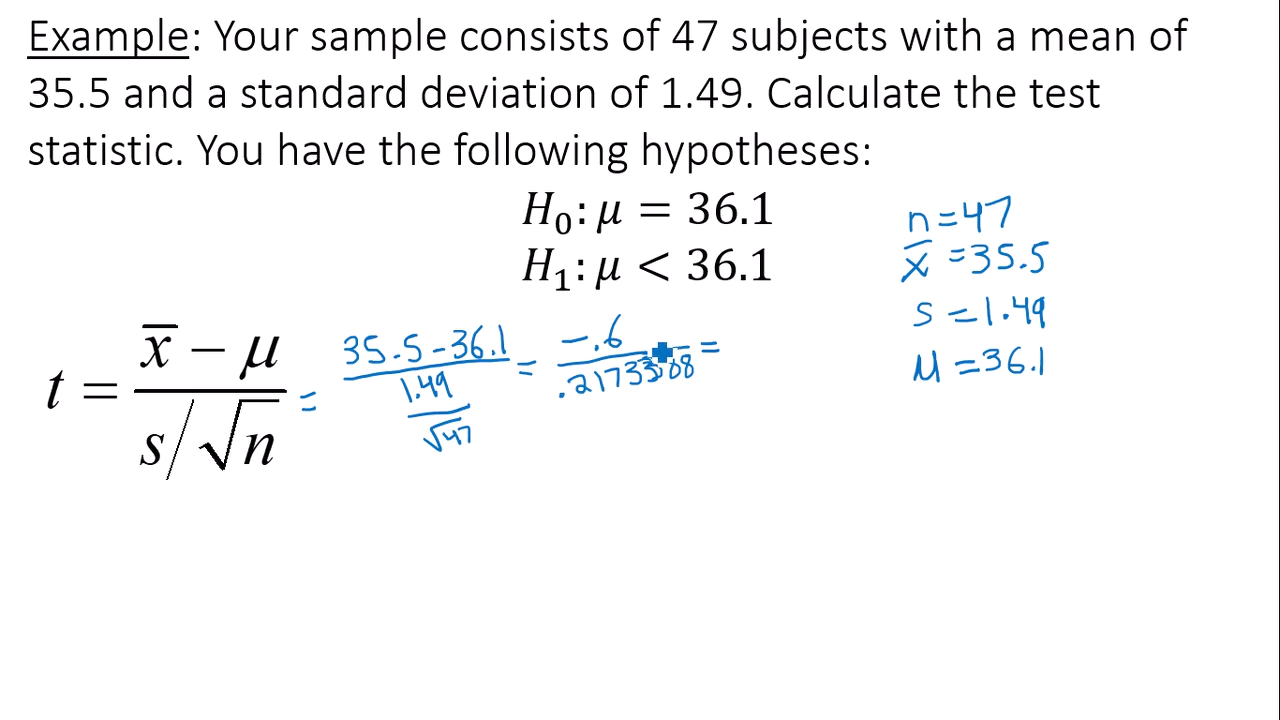 Example: Your sample consists of 47 subjects with a mean of
35.5 and a standard deviation of 1.49. Calculate the test
statistic. You have the following hypotheses:
H₀: μ = 36.1
H₁: μ < 36.1
n = 47
x̄ = 35.5
s = 1.49
μ = 36.1
t = (x̄ − μ)/(s/√n) = (35.5 − 36.1)/(1.49/√47) = −.6/.21733 =